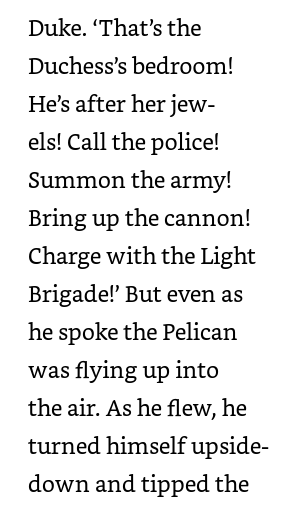 Duke. ‘That’s the
Duchess’s bedroom!
He’s after her jew-
els! Call the police!
Summon the army!
Bring up the cannon!
Charge with the Light
Brigade!’ But even as
he spoke the Pelican
was flying up into
the air. As he flew, he
turned himself upside-
down and tipped the